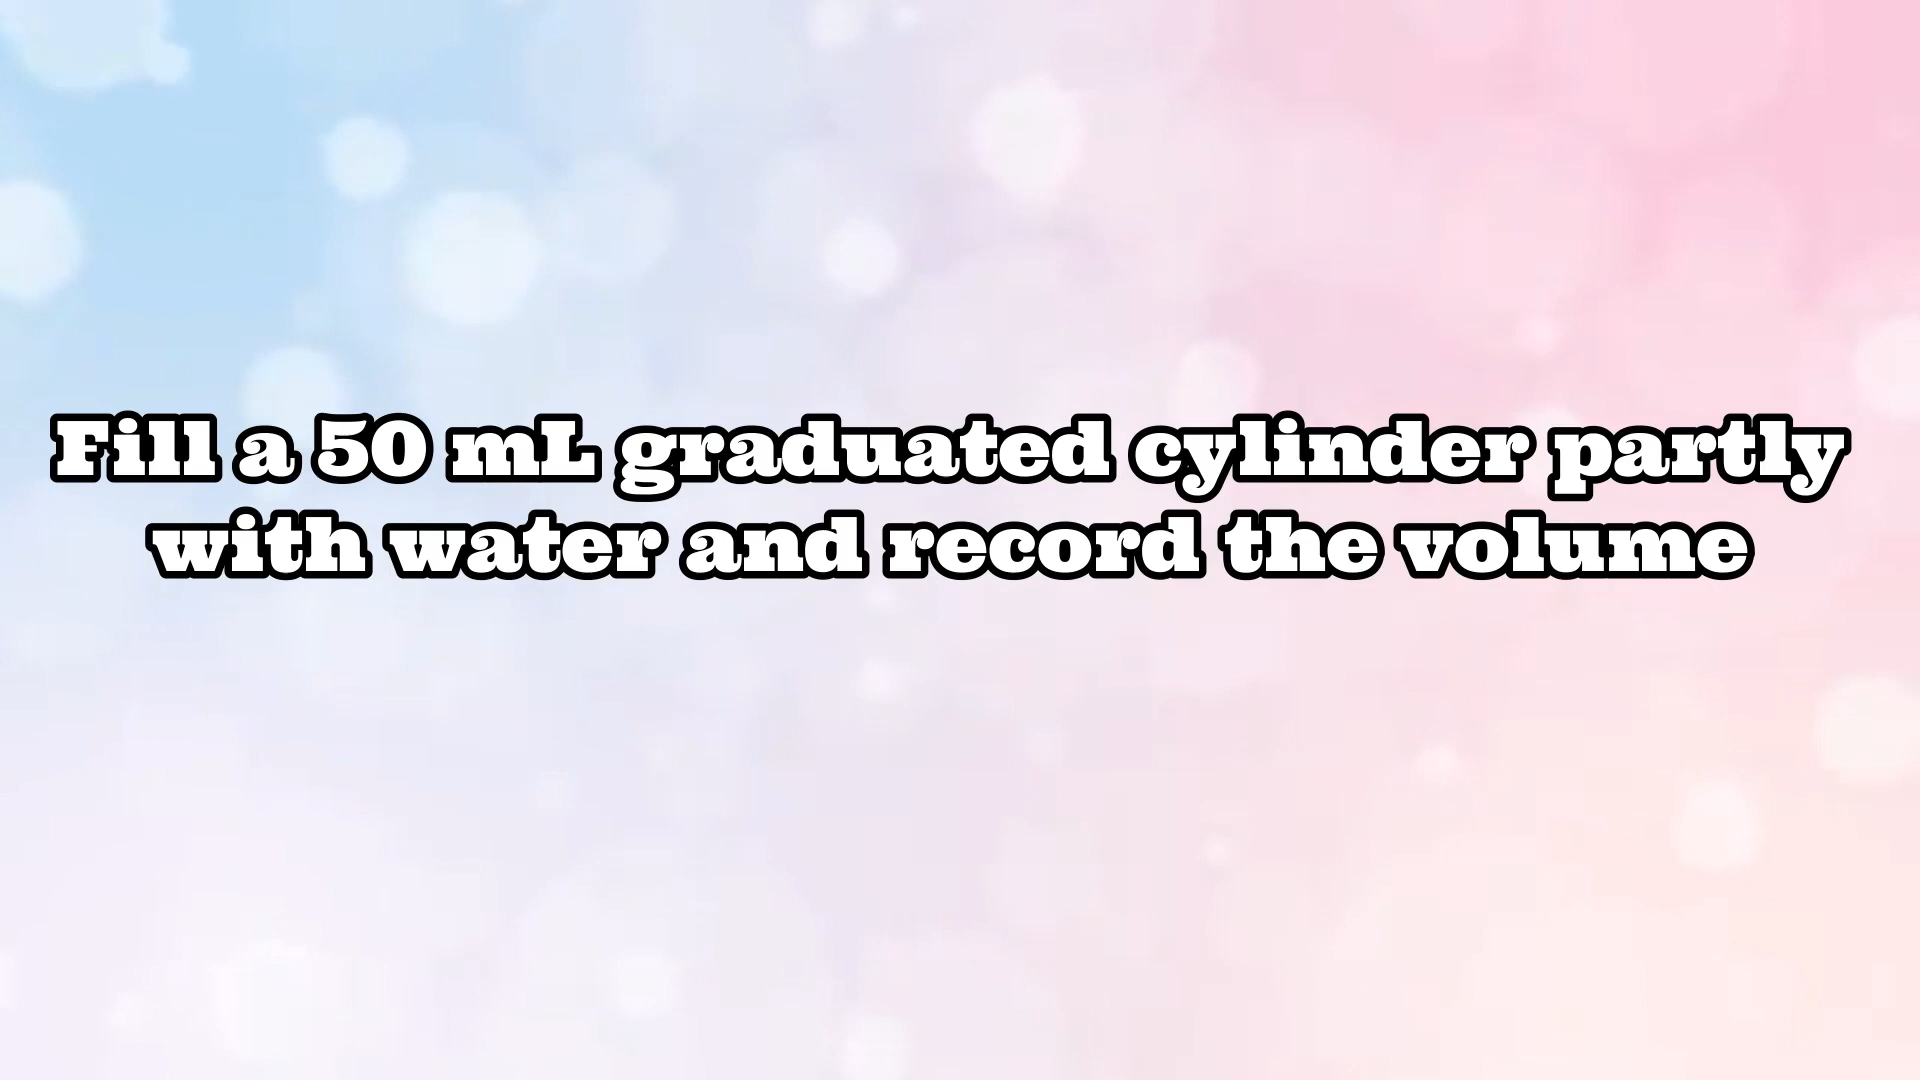 Fill a 50 mL graduated cylinder partly
with water and record the volume